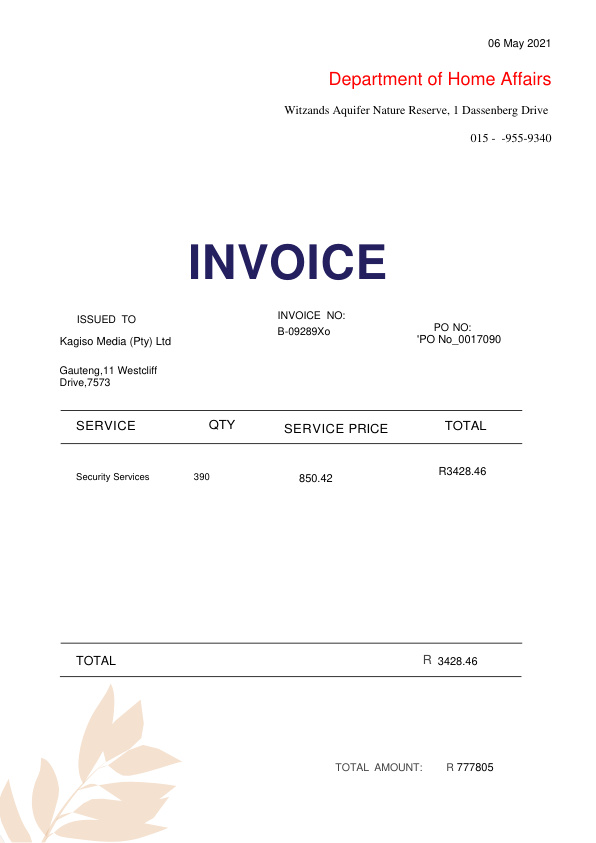 06 May 2021
Department of Home Affairs
Witzands Aquifer Nature Reserve, 1 Dassenberg Drive
015 - -955-9340
INVOICE
ISSUED TO
Kagiso Media (Pty) Ltd
Gauteng,11 Westcliff
Drive,7573
INVOICE NO:
B-09289Xo
PO NO:
'PO No_0017090
SERVICE QTY SERVICE PRICE TOTAL
Security Services 390 850.42 R3428.46
TOTAL R 3428.46
TOTAL AMOUNT: R 777805